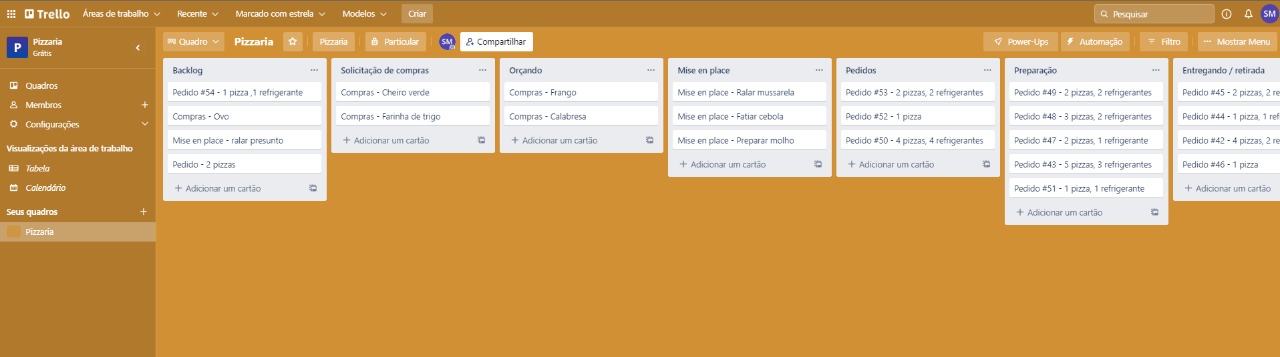 Trello
Áreas de trabalho
Recente
Marcado com estrela
Modelos
Criar
Pesquisar
SM
P
Pizzaria
Grátis
Quadros
Membros
Configurações
Visualizações da área de trabalho
Tabela
Calendário
Seus quadros
Pizzaria
Quadro
Pizzaria
Pizzaria
Particular
SM
Compartilhar
Power-Ups
Automação
Filtro
Mostrar Menu
Backlog
Pedido #54 - 1 pizza ,1 refrigerante
Compras - Ovo
Mise en place - ralar presunto
Pedido - 2 pizzas
Adicionar um cartão
Solicitação de compras
Compras - Cheiro verde
Compras - Farinha de trigo
Adicionar um cartão
Orçando
Compras - Frango
Compras - Calabresa
Adicionar um cartão
Mise en place
Mise en place - Ralar mussarela
Mise en place - Fatiar cebola
Mise en place - Preparar molho
Adicionar um cartão
Pedidos
Pedido #53 - 2 pizzas, 2 refrigerantes
Pedido #52 - 1 pizza
Pedido #50 - 4 pizzas, 4 refrigerantes
Adicionar um cartão
Preparação
Pedido #49 - 2 pizzas, 2 refrigerantes
Pedido #48 - 3 pizzas, 2 refrigerantes
Pedido #47 - 2 pizzas, 1 refrigerante
Pedido #43 - 5 pizzas, 3 refrigerantes
Pedido #51 - 1 pizza, 1 refrigerante
Adicionar um cartão
Entregando / retirada
Pedido #45 - 2 pizzas, 2 r
Pedido #44 - 1 pizza, 1 refr
Pedido #42 - 4 pizzas, 2 re
Pedido #46 - 1 pizza
Adicionar um cartão